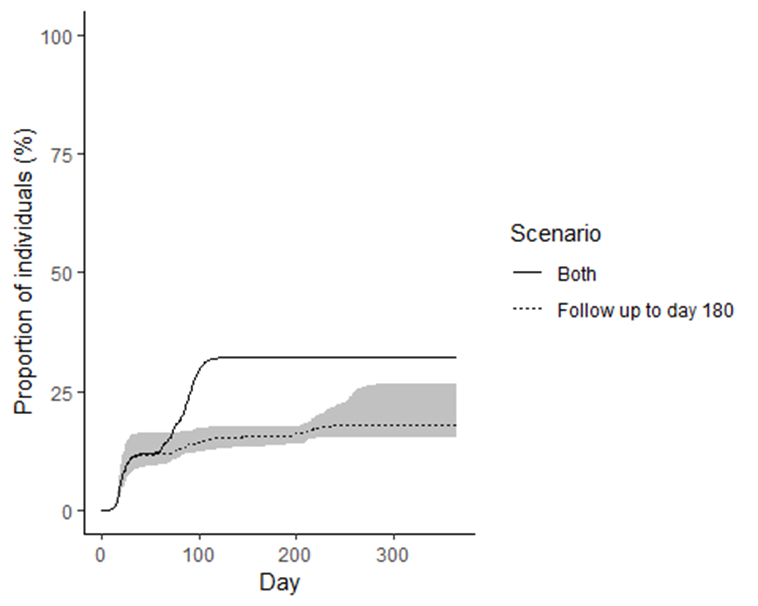 100
75
50
25
0
Proportion of individuals (%)
0 100 200 300
Day
Scenario
Both
Follow up to day 180